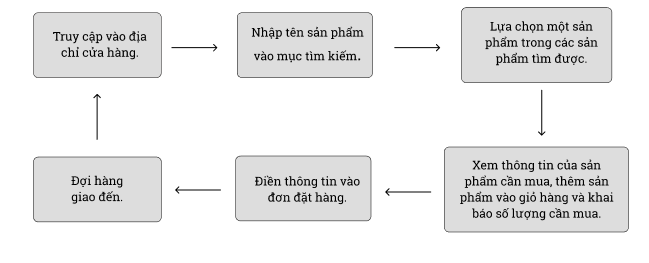 Truy cập vào địa
chỉ cửa hàng.
Nhập tên sản phẩm
vào mục tìm kiếm.
Lựa chọn một sản
phẩm trong các sản
phẩm tìm được.
Xem thông tin của sản
phẩm cần mua, thêm sản
phẩm vào giỏ hàng và khai
báo số lượng cần mua.
Điền thông tin vào
đơn đặt hàng.
Đợi hàng
giao đến.